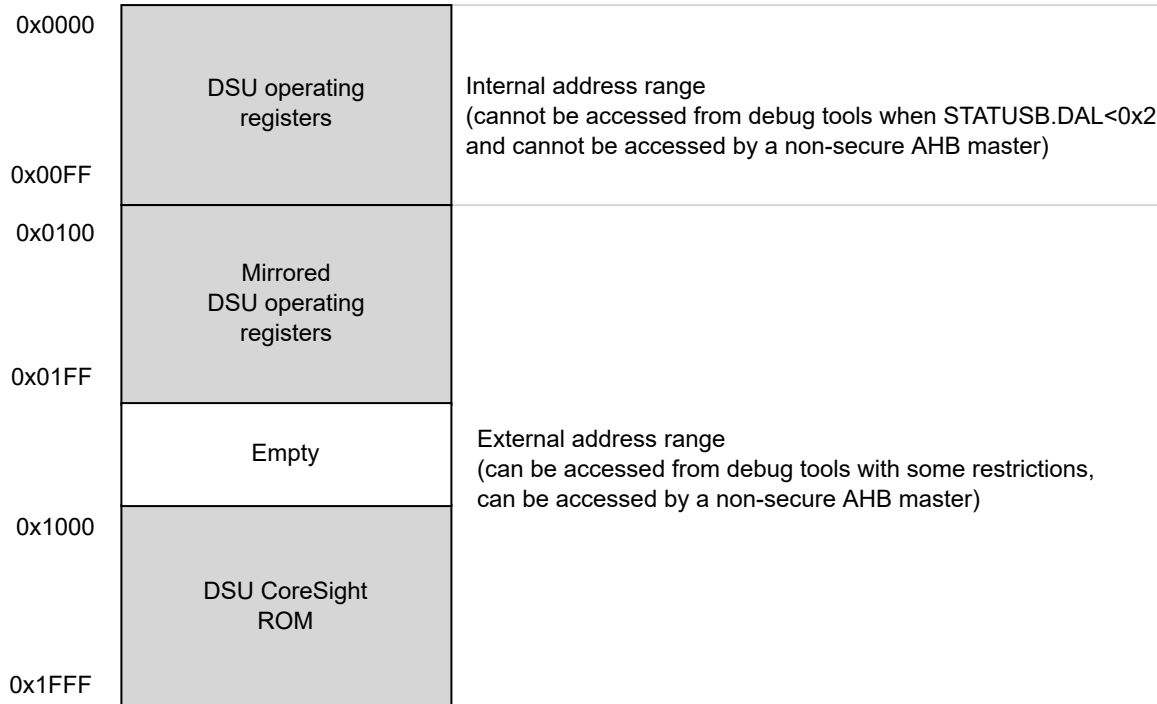 0x0000
DSU operating
registers
Internal address range
(cannot be accessed from debug tools when STATUSB.DAL<0x2
and cannot be accessed by a non-secure AHB master)
0x00FF
0x0100
Mirrored
DSU operating
registers
0x01FF
Empty
External address range
(can be accessed from debug tools with some restrictions,
can be accessed by a non-secure AHB master)
0x1000
DSU CoreSight
ROM
0x1FFF